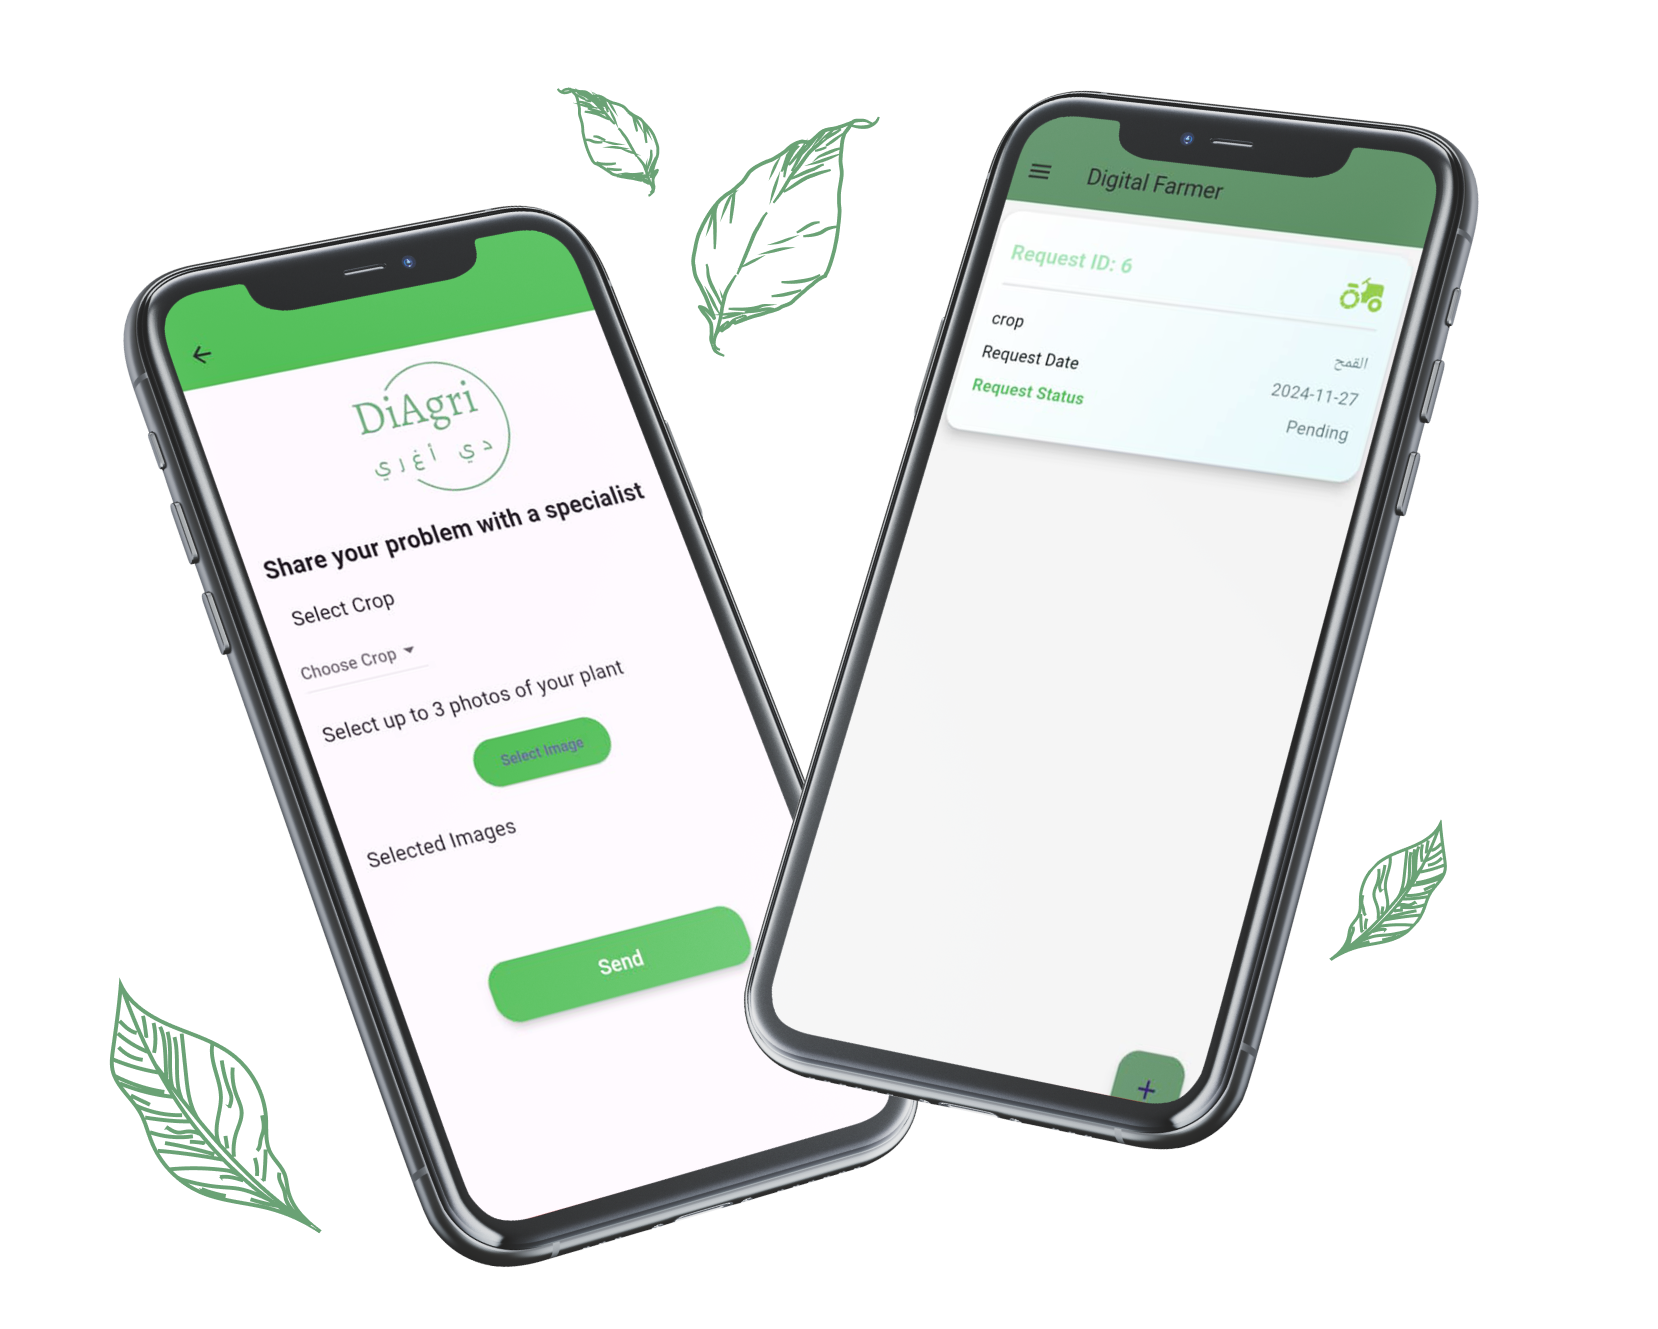 DiAgri
دي أغري
Share your problem with a specialist
Select Crop
Choose Crop
Select up to 3 photos of your plant
Select Image
Selected Images
Send
Digital Farmer
Request ID: 6
crop
القمح
Request Date
2024-11-27
Request Status
Pending
+